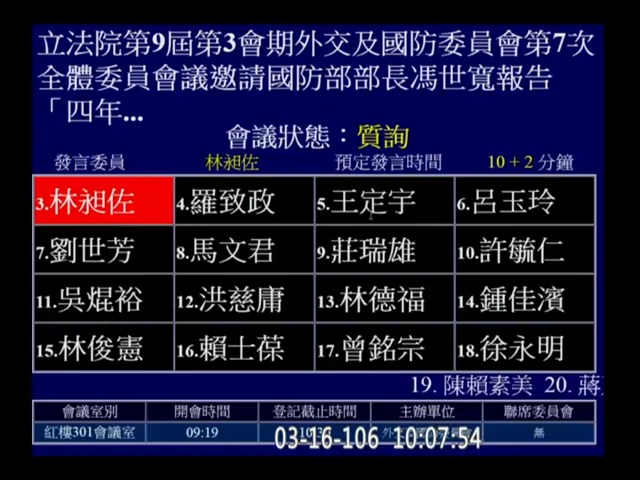 立法院第9屆第3會期外交及國防委員會第7次
全體委員會議邀請國防部部長馮世寬報告
「四年...
會議狀態：質詢
發言委員 林昶佐 預定發言時間 10 + 2 分鐘
3.林昶佐 4.羅致政 5.王定宇 6.呂玉玲
7.劉世芳 8.馬文君 9.莊瑞雄 10.許毓仁
11.吳焜裕 12.洪慈庸 13.林德福 14.鍾佳濱
15.林俊憲 16.賴士葆 17.曾銘宗 18.徐永明
19. 陳賴素美 20. 蔣
會議室別 開會時間 登記截止時間 主辦單位 聯席委員會
紅樓301會議室 09:19 無
03-16-106 10:07:54